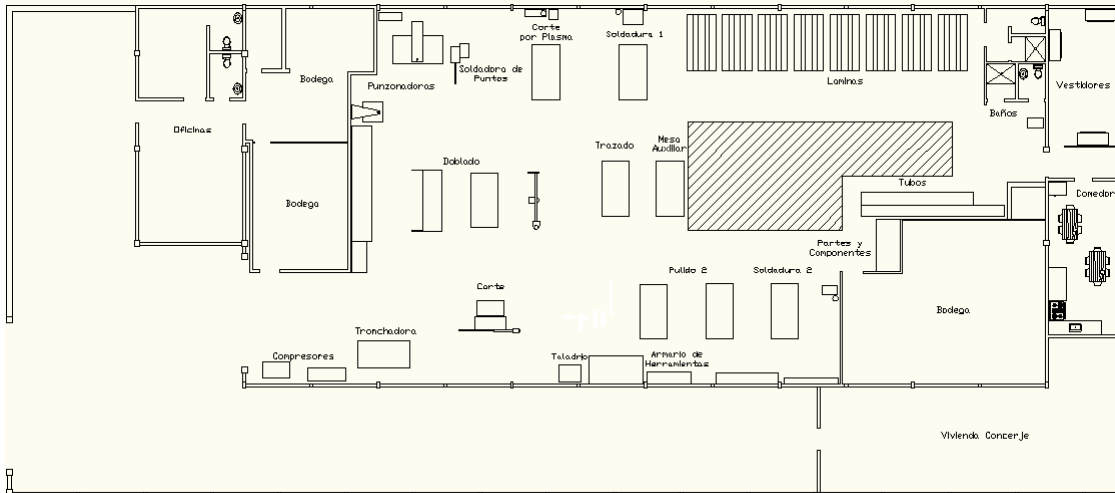 Corte
por Plasma
Soldadura 1
Bodega
Soldadora de
Puntos
Punzonadoras
Laminas
Vestidores
Baños
Oficinas
Trazado
Mesa
Auxiliar
Doblado
Tubos
Comedor
Bodega
Partes y
Componentes
Pulido 2
Soldadura 2
Corte
Bodega
Tronchadora
Compresores
Taladro
Armario de
Herramientas
Vivienda Concerje